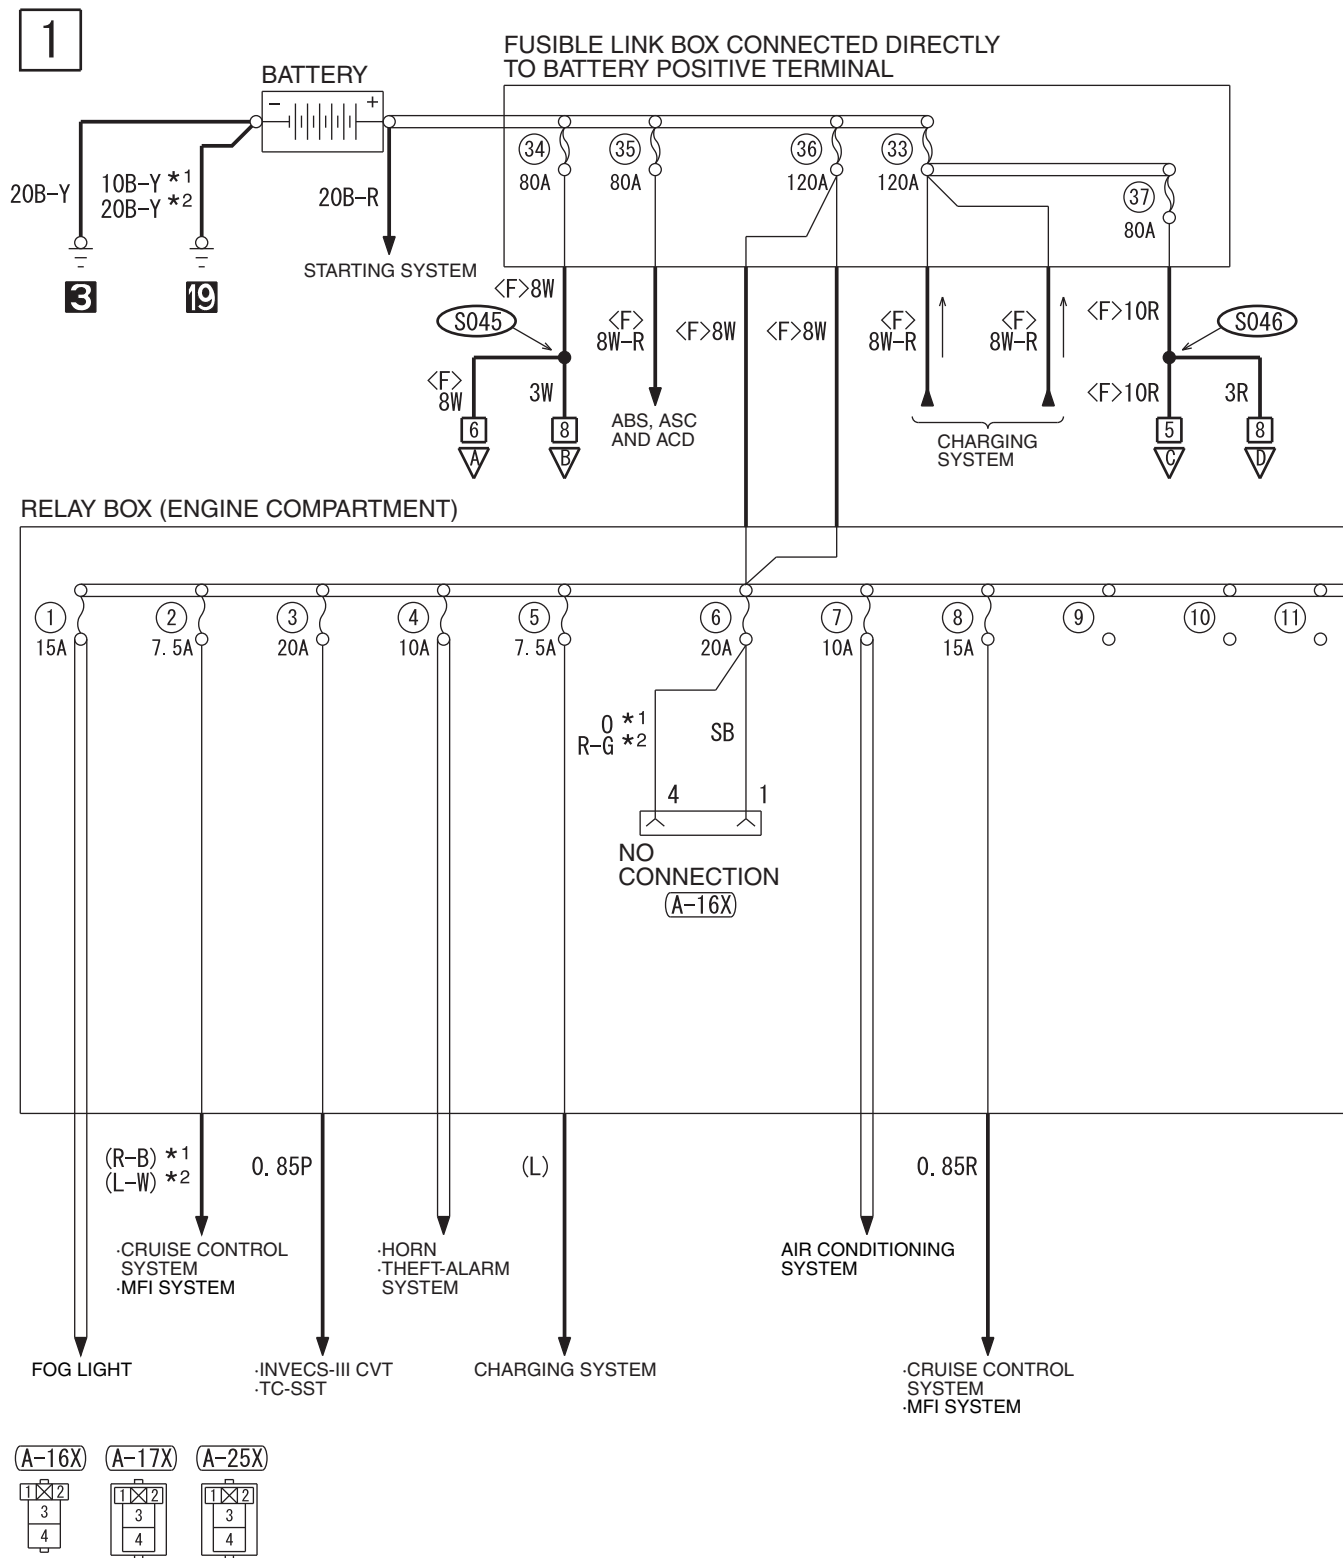 1
FUSIBLE LINK BOX CONNECTED DIRECTLY
TO BATTERY POSITIVE TERMINAL
BATTERY
- +
34
80A
35
80A
36
120A
33
120A
37
80A
20B-Y
10B-Y *1
20B-Y *2
20B-R
3
19
STARTING SYSTEM
<F>8W
S045
<F>
8W
3W
6
A
8
B
<F>
8W-R
ABS, ASC
AND ACD
<F>8W
<F>8W
<F>
8W-R
<F>
8W-R
CHARGING
SYSTEM
<F>10R
S046
<F>10R
3R
5
C
8
D
RELAY BOX (ENGINE COMPARTMENT)
1
15A
2
7.5A
3
20A
4
10A
5
7.5A
6
20A
7
10A
8
15A
9
10
11
O *1
R-G *2
SB
4
1
NO
CONNECTION
(A-16X)
(R-B) *1
(L-W) *2
0.85P
(L)
0.85R
·CRUISE CONTROL
SYSTEM
·MFI SYSTEM
·HORN
·THEFT-ALARM
SYSTEM
AIR CONDITIONING
SYSTEM
FOG LIGHT
·INVECS-III CVT
·TC-SST
CHARGING SYSTEM
·CRUISE CONTROL
SYSTEM
·MFI SYSTEM
(A-16X)
1 2
3
4
(A-17X)
1 2
3
4
(A-25X)
1 2
3
4